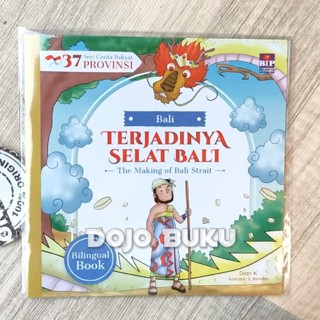 37 Seri Cerita Rakyat
PROVINSI
BIP
Bali
TERJADINYA
SELAT BALI
The Making of Bali Strait
DOJO BUKU
Bilingual
Book
Dian K.